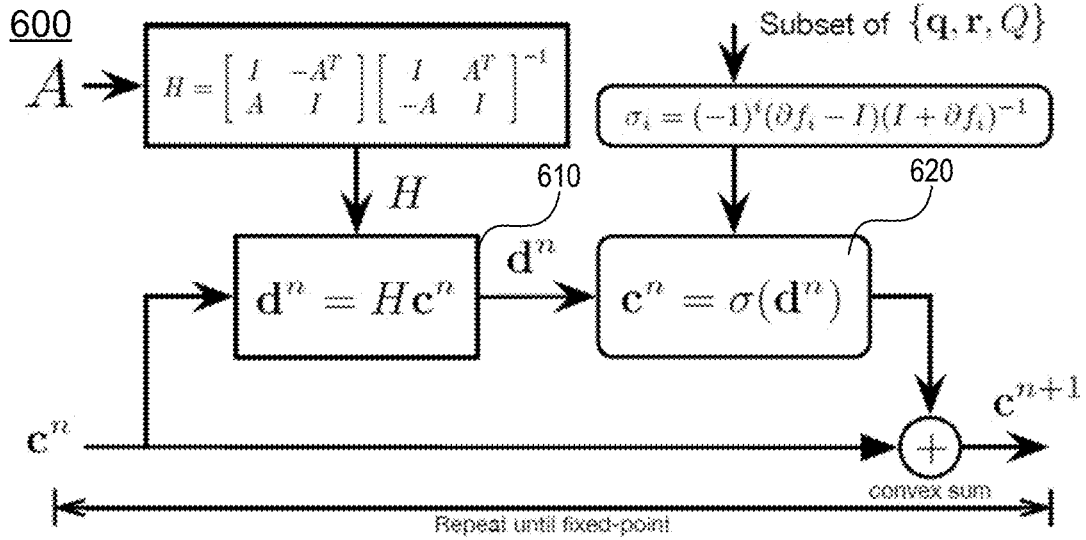 600
A
H = [ I -A^T ; A I ] [ I A^T ; -A I ]^{-1}
Subset of {q, r, Q}
σ_i = (-1)^i(∂f_i - I)(I + ∂f_i)^{-1}
H
610
620
d^n = Hc^n
d^n
c^n = σ(d^n)
c^n
+
c^{n+1}
convex sum
Repeat until fixed-point